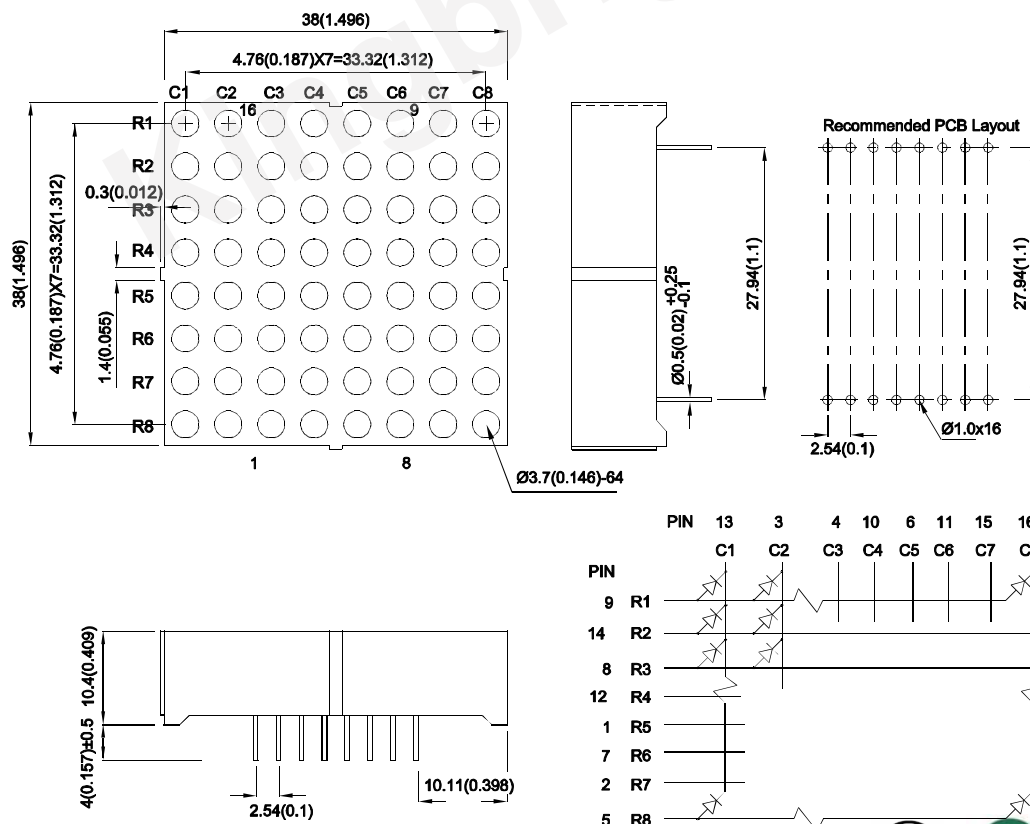 38(1.496)
4.76(0.187)X7=33.32(1.312)
C1 C2 C3 C4 C5 C6 C7 C8
16 9
R1
R2
R3
R4
R5
R6
R7
R8
0.3(0.012)
38(1.496)
4.76(0.187)X7=33.32(1.312)
1.4(0.055)
1 8
Ø3.7(0.146)-64
Kingbri
Ø0.5(0.02)+0.25
-0.1
27.94(1.1)
Recommended PCB Layout
27.94(1.1)
2.54(0.1)
Ø1.0x16
10.4(0.409)
4(0.157)±0.5
2.54(0.1)
10.11(0.398)
PIN 13 3 4 10 6 11 15 16
C1 C2 C3 C4 C5 C6 C7 C
PIN
9 R1
14 R2
8 R3
12 R4
1 R5
7 R6
2 R7
5 R8